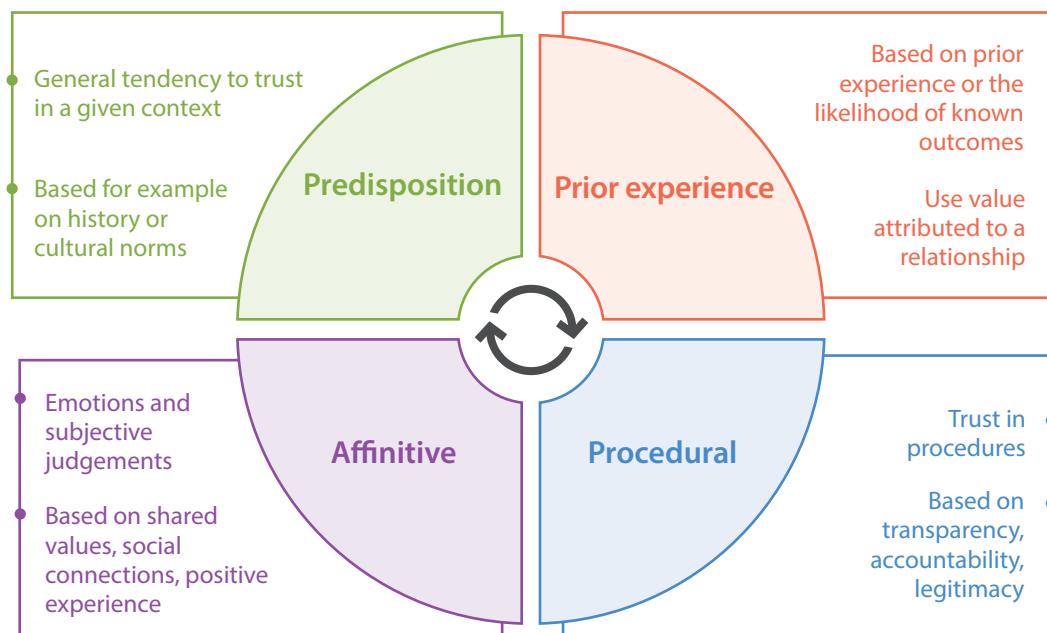 General tendency to trust
in a given context
Based for example
on history or
cultural norms
Predisposition
Prior experience
Based on prior
experience or the
likelihood of known
outcomes
Use value
attributed to a
relationship
Emotions and
subjective
judgements
Based on shared
values, social
connections, positive
experience
Affinitive
Procedural
Trust in
procedures
Based on
transparency,
accountability,
legitimacy